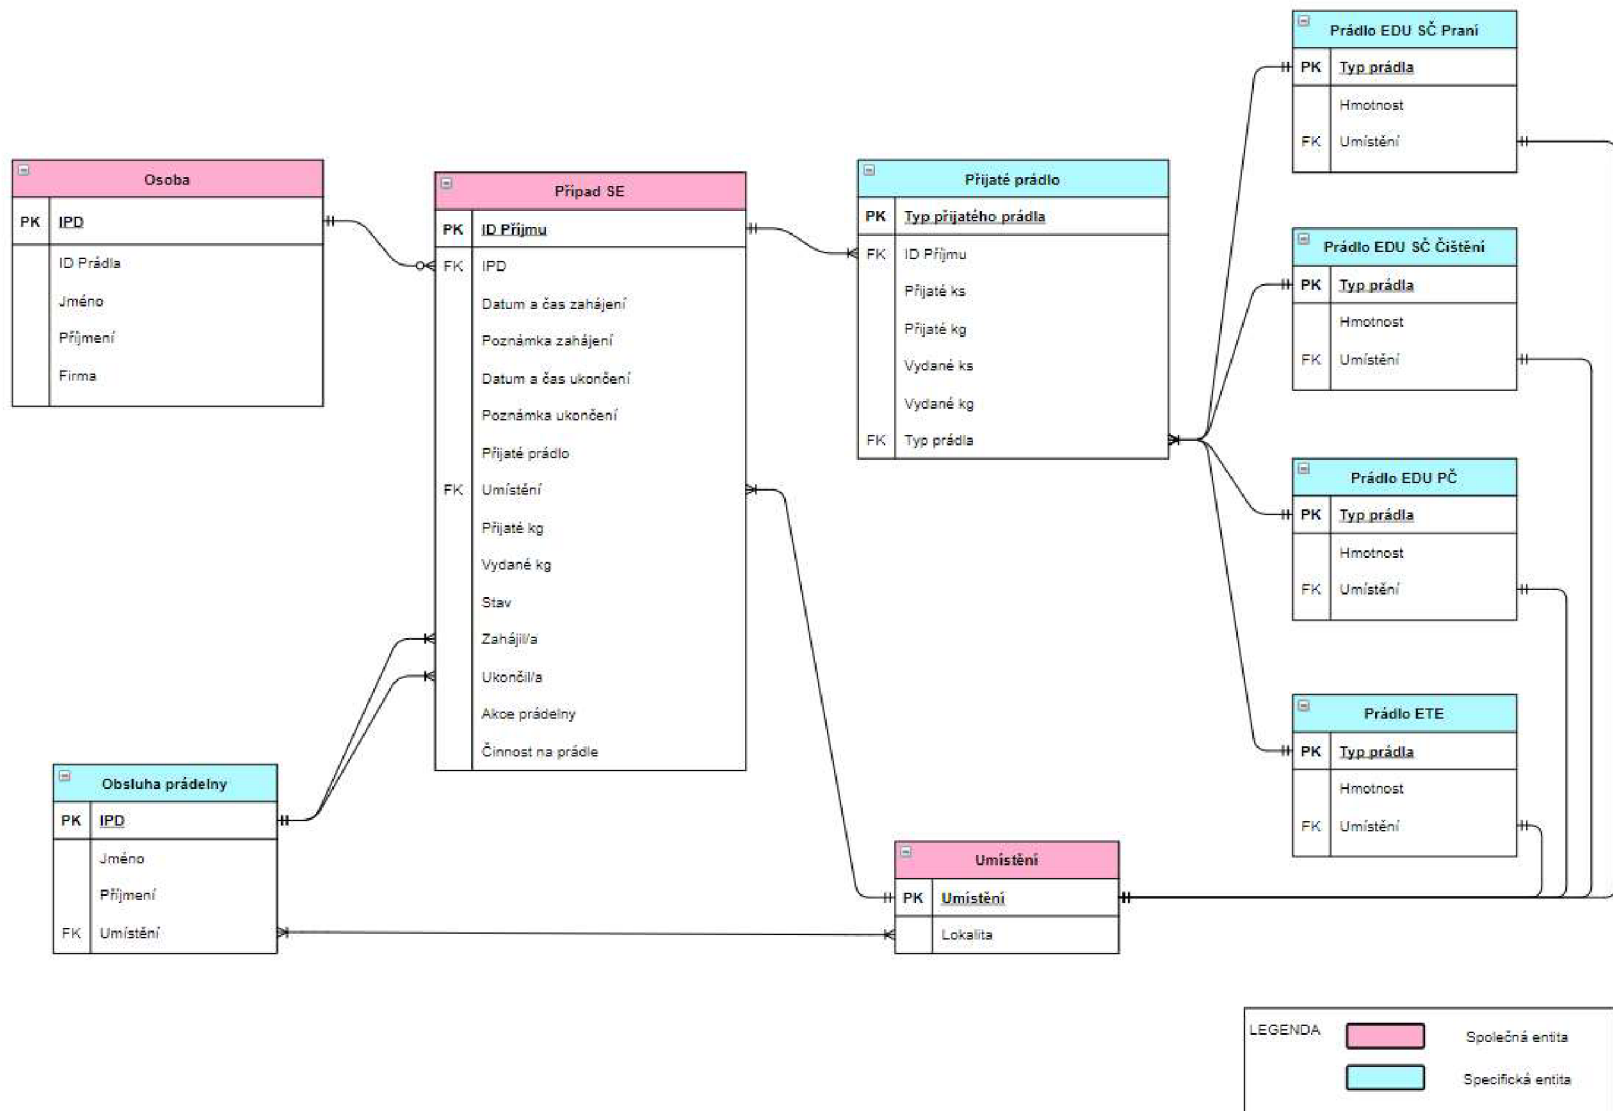 Osoba
PK IPD
ID Prádla
Jméno
Příjmení
Firma
Případ SE
PK ID Příjmu
FK IPD
Datum a čas zahájení
Poznámka zahájení
Datum a čas ukončení
Poznámka ukončení
Přijaté prádlo
FK Umístění
Přijaté kg
Vydané kg
Stav
Zahájil/a
Ukončil/a
Akce prádelny
Činnost na prádle
Přijaté prádlo
PK Typ přijatého prádla
FK ID Příjmu
Přijaté ks
Přijaté kg
Vydané ks
Vydané kg
FK Typ prádla
Prádlo EDU SČ Praní
PK Typ prádla
Hmotnost
FK Umístění
Prádlo EDU SČ Čištění
PK Typ prádla
Hmotnost
FK Umístění
Prádlo EDU PČ
PK Typ prádla
Hmotnost
FK Umístění
Prádlo ETE
PK Typ prádla
Hmotnost
FK Umístění
Obsluha prádelny
PK IPD
Jméno
Příjmení
FK Umístění
Umístění
PK Umístění
Lokalita
LEGENDA
Společná entita
Specifická entita